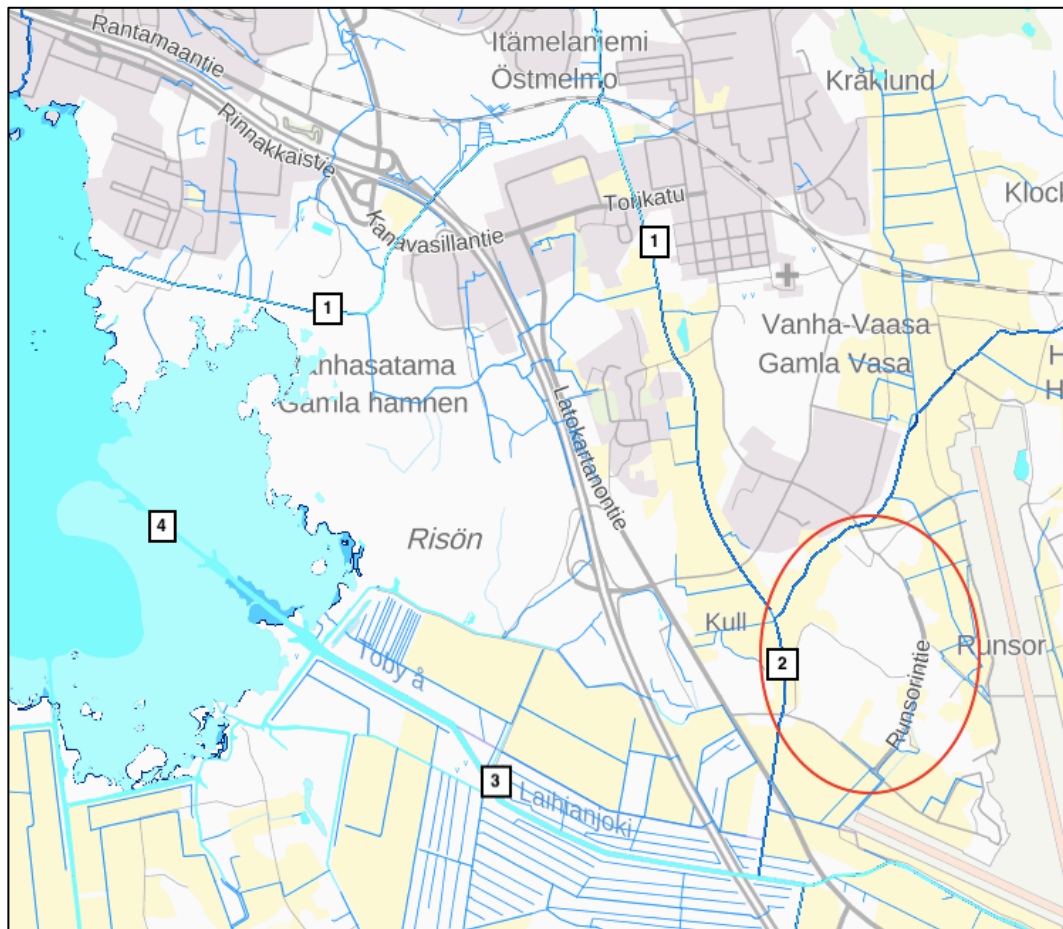 Rantamaantie
Itämelaniemi
Östmelmo
Kråklund
Rinnakkaistie
Torikatu
Klock
Kanavasillantie
1
1
Vanha-Vaasa
Gamla Vasa
H
H
anhasatama
Gamla hamnen
Latokartanontie
4
Risön
Kull
Runsor
Toby å
2
Runsorintie
3
Laihianjoki